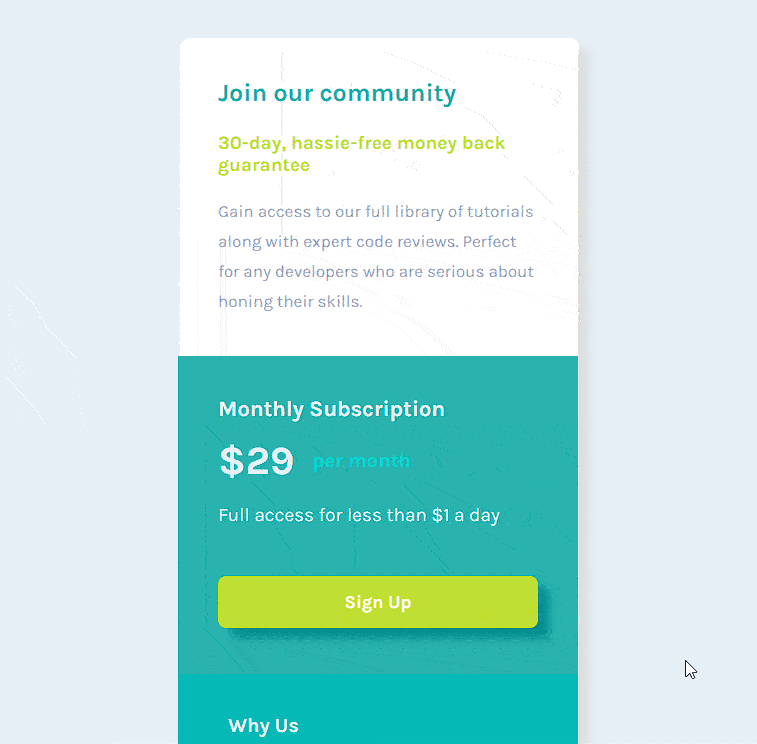 Join our community
30-day, hassie-free money back
guarantee
Gain access to our full library of tutorials
along with expert code reviews. Perfect
for any developers who are serious about
honing their skills.
Monthly Subscription
$29 per month
Full access for less than $1 a day
Sign Up
Why Us